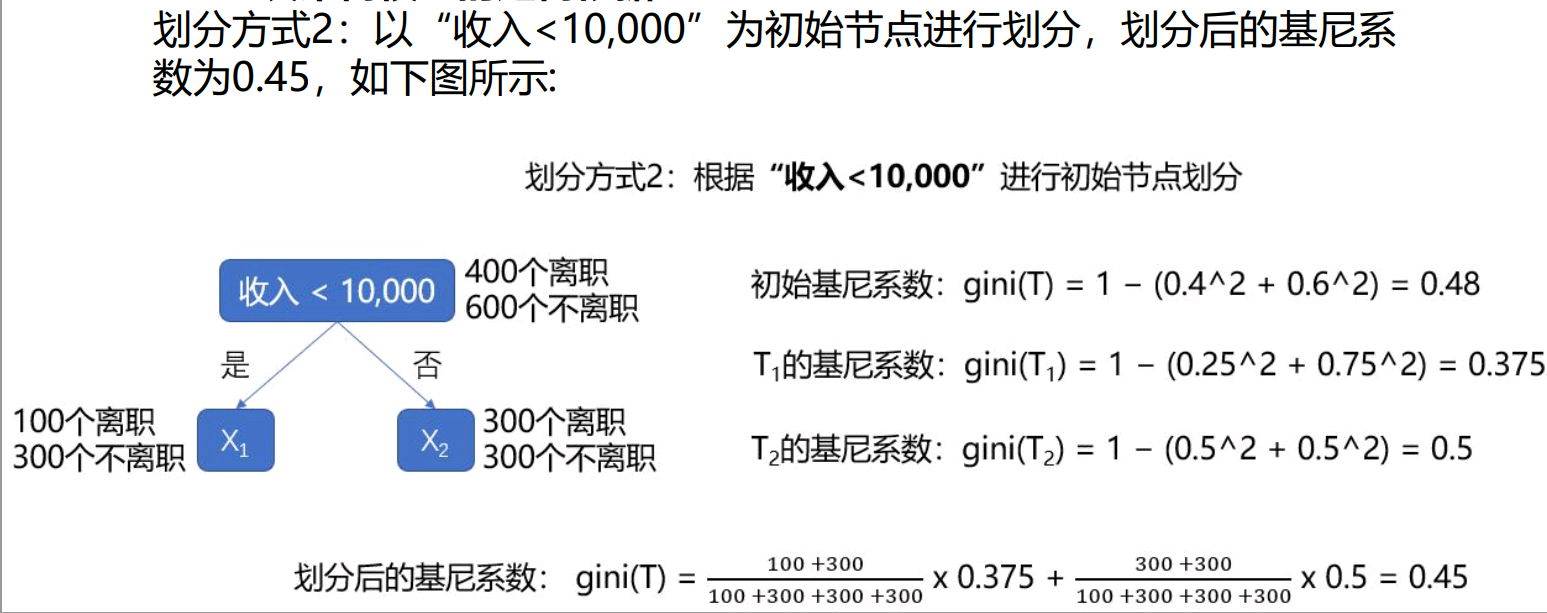 划分方式2：以“收入<10,000”为初始节点进行划分，划分后的基尼系
数为0.45，如下图所示:
划分方式2：根据“收入<10,000”进行初始节点划分
收入 < 10,000
400个离职
600个不离职
初始基尼系数：gini(T) = 1 − (0.4^2 + 0.6^2) = 0.48
是
否
T₁的基尼系数：gini(T₁) = 1 − (0.25^2 + 0.75^2) = 0.375
100个离职
300个不离职
X₁
X₂
300个离职
300个不离职
T₂的基尼系数：gini(T₂) = 1 − (0.5^2 + 0.5^2) = 0.5
划分后的基尼系数： gini(T) = (100 +300)/(100 +300 +300 +300) x 0.375 + (300 +300)/(100 +300 +300 +300) x 0.5 = 0.45